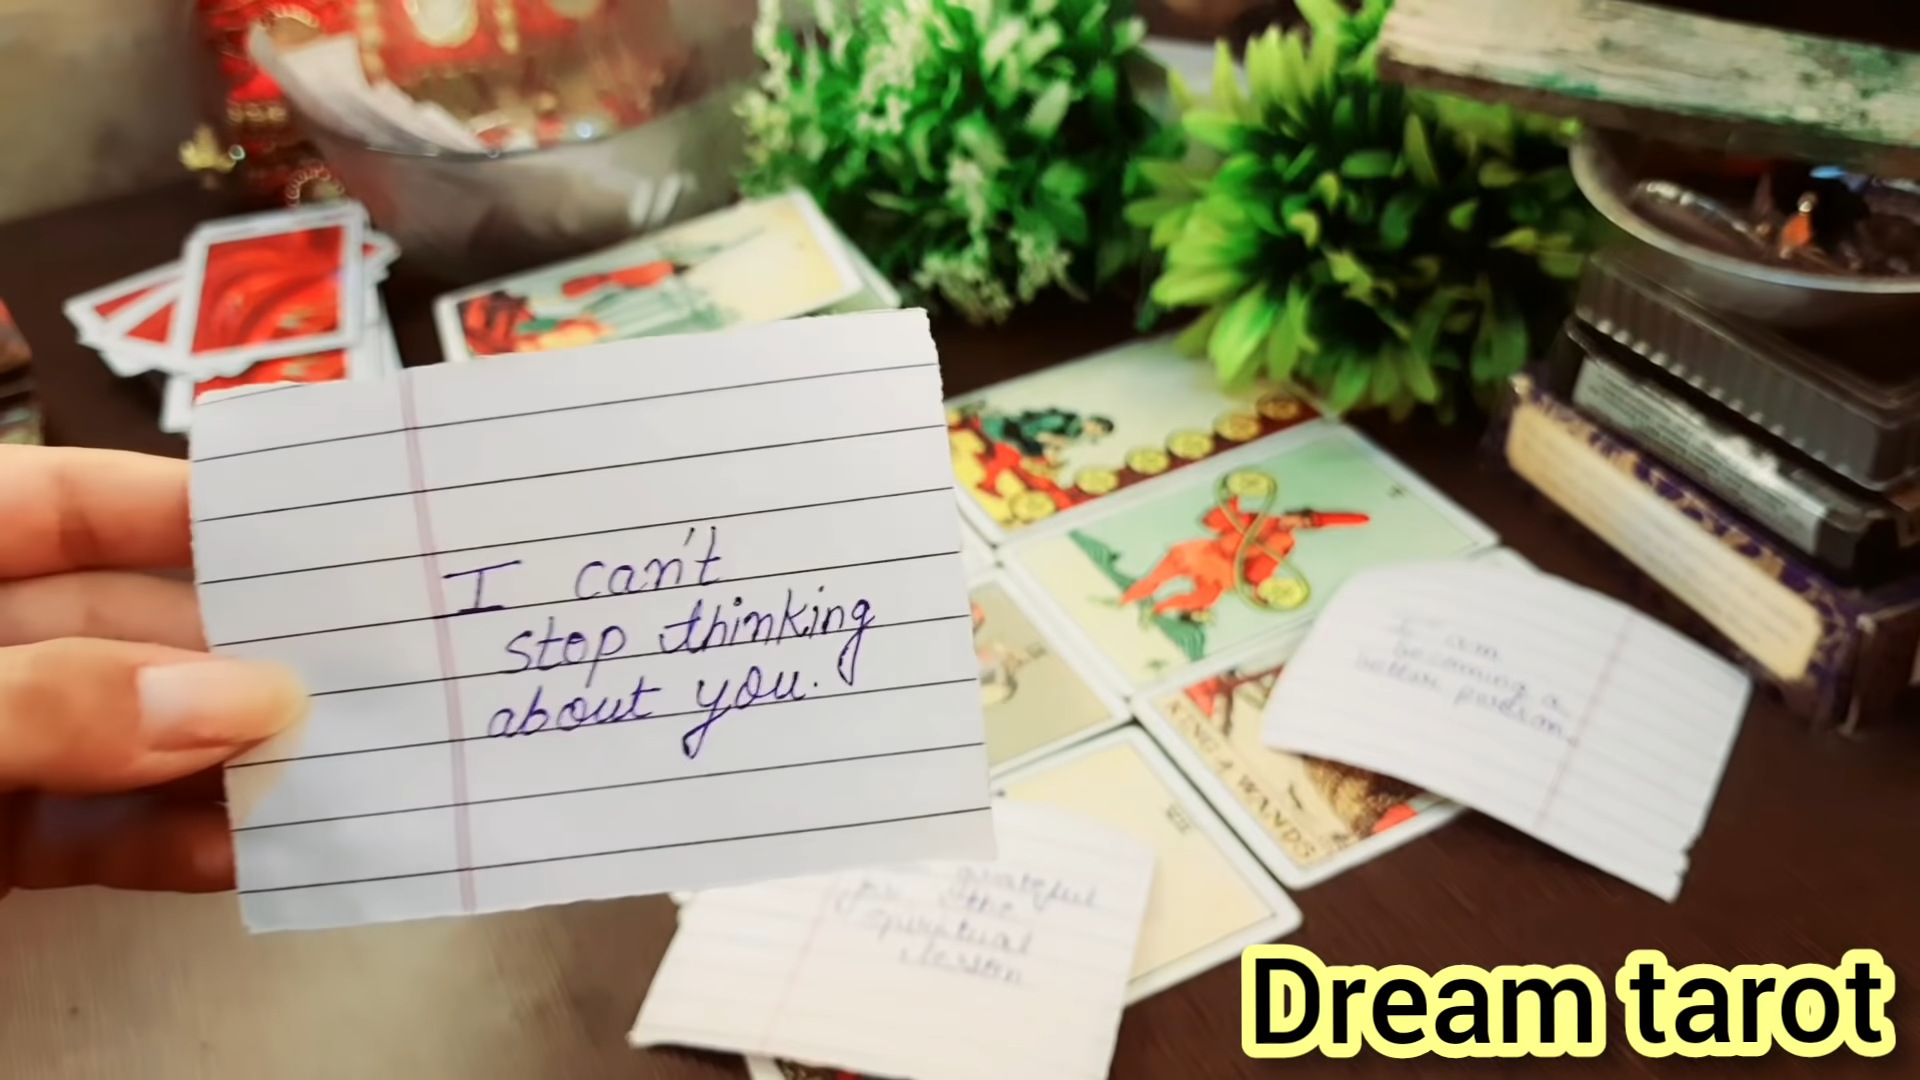 I can't
stop thinking
about you.
I am
becoming a
better person.
grateful
for the
spiritual
lesson
KING of WANDS
VII
Dream tarot